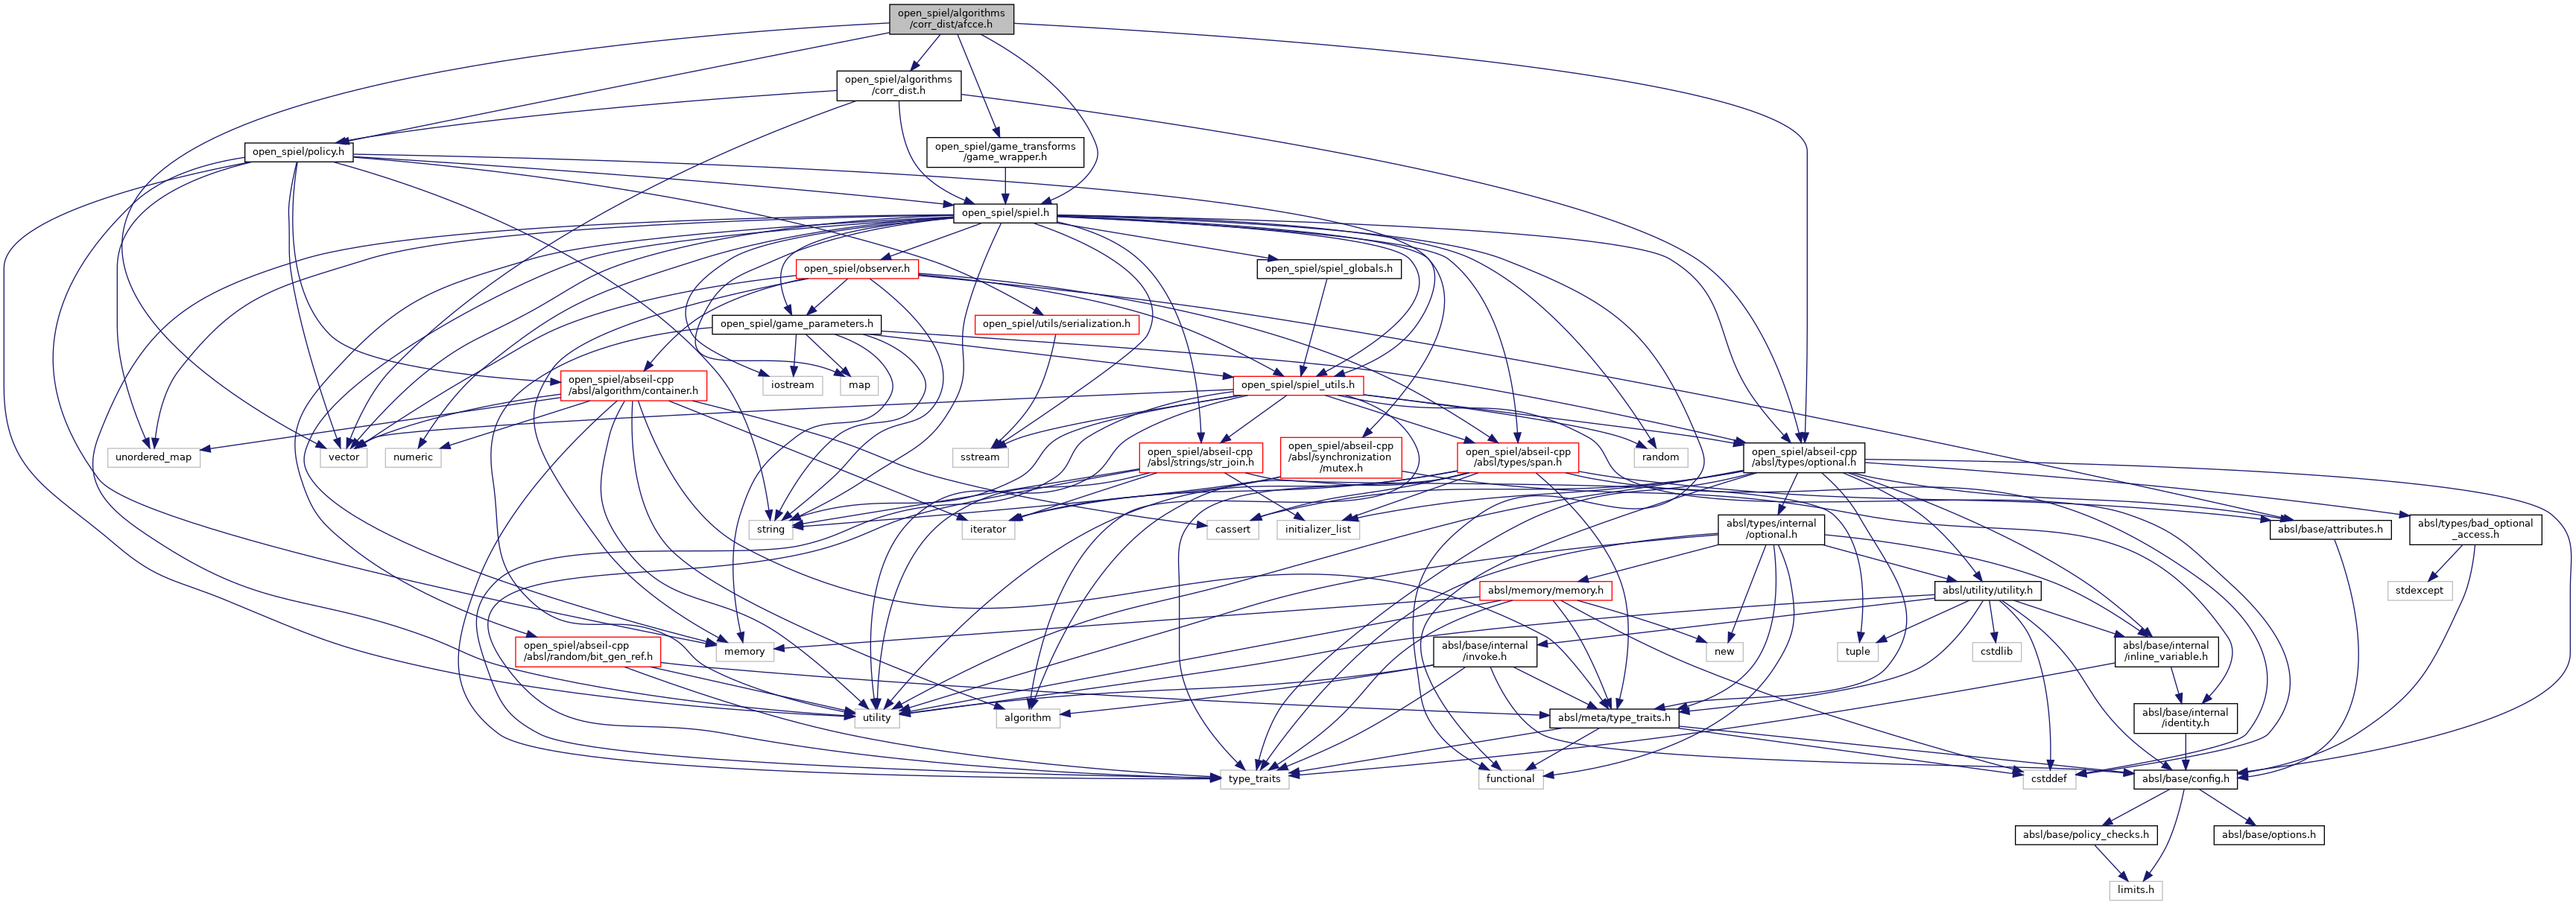 open_spiel/algorithms
/corr_dist/afcce.h
open_spiel/algorithms
/corr_dist.h
open_spiel/policy.h
open_spiel/game_transforms
/game_wrapper.h
open_spiel/spiel.h
open_spiel/observer.h
open_spiel/spiel_globals.h
open_spiel/game_parameters.h
open_spiel/utils/serialization.h
open_spiel/abseil-cpp
/absl/algorithm/container.h
iostream
map
open_spiel/spiel_utils.h
unordered_map
vector
numeric
sstream
open_spiel/abseil-cpp
/absl/strings/str_join.h
open_spiel/abseil-cpp
/absl/synchronization
/mutex.h
open_spiel/abseil-cpp
/absl/types/span.h
random
open_spiel/abseil-cpp
/absl/types/optional.h
string
iterator
cassert
initializer_list
absl/types/internal
/optional.h
absl/base/attributes.h
absl/types/bad_optional
_access.h
absl/memory/memory.h
absl/utility/utility.h
stdexcept
open_spiel/abseil-cpp
/absl/random/bit_gen_ref.h
memory
absl/base/internal
/invoke.h
new
tuple
cstdlib
absl/base/internal
/inline_variable.h
utility
algorithm
absl/meta/type_traits.h
absl/base/internal
/identity.h
type_traits
functional
cstddef
absl/base/config.h
absl/base/policy_checks.h
absl/base/options.h
limits.h